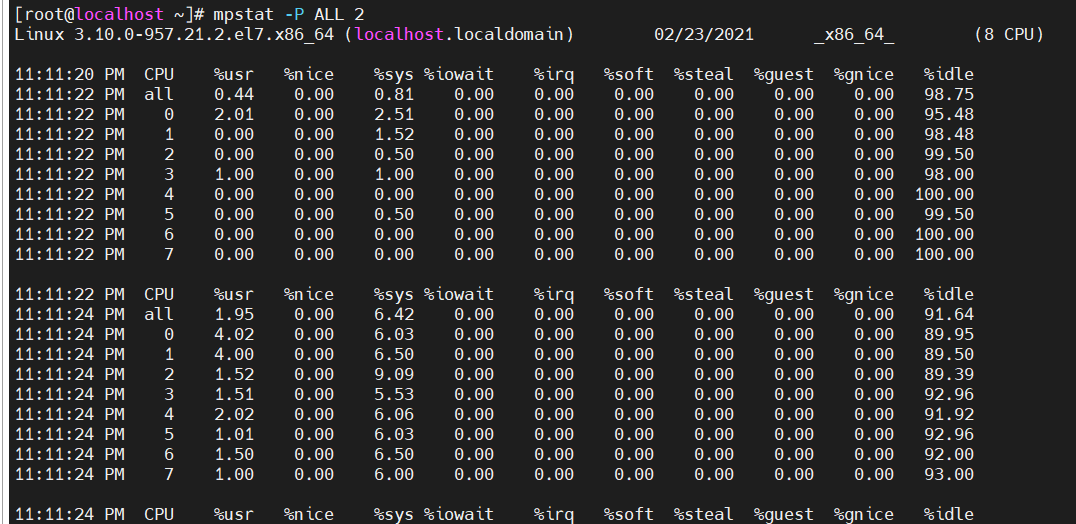 [root@localhost ~]# mpstat -P ALL 2
Linux 3.10.0-957.21.2.el7.x86_64 (localhost.localdomain)        02/23/2021      _x86_64_        (8 CPU)

11:11:20 PM  CPU    %usr   %nice    %sys %iowait    %irq   %soft  %steal  %guest  %gnice   %idle
11:11:22 PM  all    0.44    0.00    0.81    0.00    0.00    0.00    0.00    0.00    0.00   98.75
11:11:22 PM    0    2.01    0.00    2.51    0.00    0.00    0.00    0.00    0.00    0.00   95.48
11:11:22 PM    1    0.00    0.00    1.52    0.00    0.00    0.00    0.00    0.00    0.00   98.48
11:11:22 PM    2    0.00    0.00    0.50    0.00    0.00    0.00    0.00    0.00    0.00   99.50
11:11:22 PM    3    1.00    0.00    1.00    0.00    0.00    0.00    0.00    0.00    0.00   98.00
11:11:22 PM    4    0.00    0.00    0.00    0.00    0.00    0.00    0.00    0.00    0.00  100.00
11:11:22 PM    5    0.00    0.00    0.50    0.00    0.00    0.00    0.00    0.00    0.00   99.50
11:11:22 PM    6    0.00    0.00    0.00    0.00    0.00    0.00    0.00    0.00    0.00  100.00
11:11:22 PM    7    0.00    0.00    0.00    0.00    0.00    0.00    0.00    0.00    0.00  100.00

11:11:22 PM  CPU    %usr   %nice    %sys %iowait    %irq   %soft  %steal  %guest  %gnice   %idle
11:11:24 PM  all    1.95    0.00    6.42    0.00    0.00    0.00    0.00    0.00    0.00   91.64
11:11:24 PM    0    4.02    0.00    6.03    0.00    0.00    0.00    0.00    0.00    0.00   89.95
11:11:24 PM    1    4.00    0.00    6.50    0.00    0.00    0.00    0.00    0.00    0.00   89.50
11:11:24 PM    2    1.52    0.00    9.09    0.00    0.00    0.00    0.00    0.00    0.00   89.39
11:11:24 PM    3    1.51    0.00    5.53    0.00    0.00    0.00    0.00    0.00    0.00   92.96
11:11:24 PM    4    2.02    0.00    6.06    0.00    0.00    0.00    0.00    0.00    0.00   91.92
11:11:24 PM    5    1.01    0.00    6.03    0.00    0.00    0.00    0.00    0.00    0.00   92.96
11:11:24 PM    6    1.50    0.00    6.50    0.00    0.00    0.00    0.00    0.00    0.00   92.00
11:11:24 PM    7    1.00    0.00    6.00    0.00    0.00    0.00    0.00    0.00    0.00   93.00

11:11:24 PM  CPU    %usr   %nice    %sys %iowait    %irq   %soft  %steal  %guest  %gnice   %idle